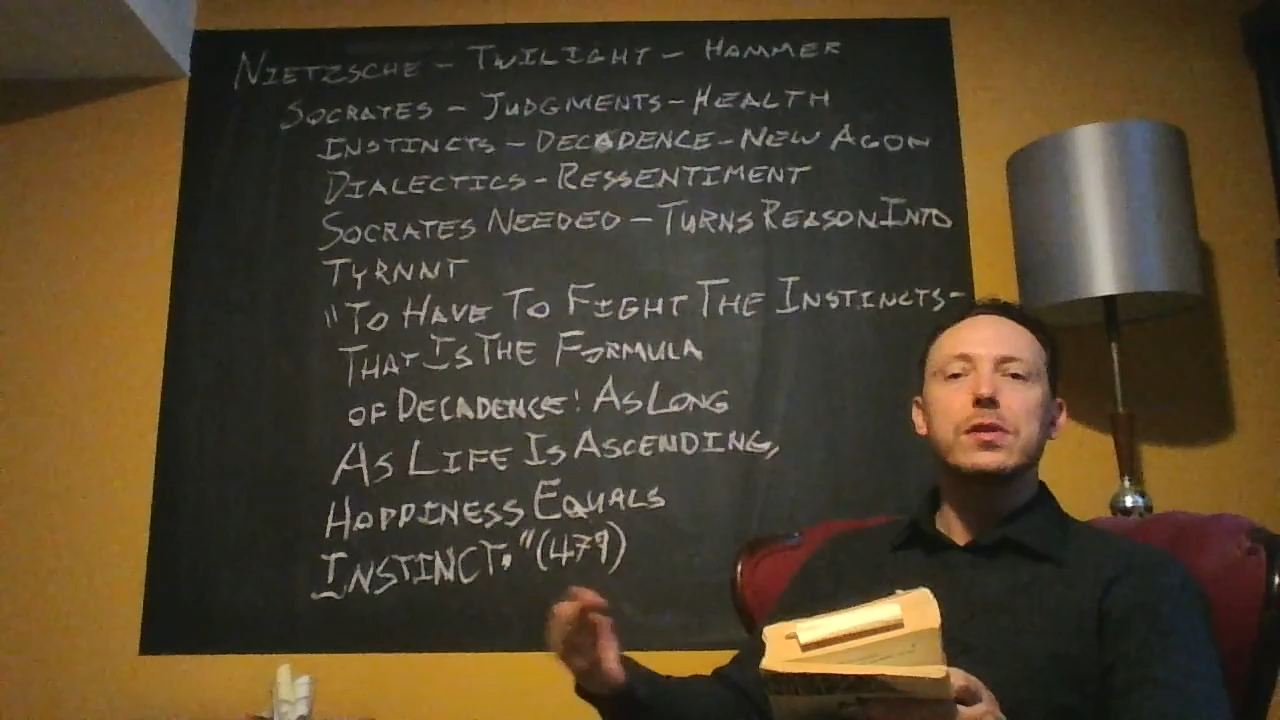 NIETZSCHE – TWILIGHT – HAMMER
SOCRATES – JUDGMENTS – HEALTH
INSTINCTS – DECADENCE – NEW AGON
DIALECTICS – RESSENTIMENT
SOCRATES NEEDED – TURNS REASON INTO
TYRNNT
"TO HAVE TO FIGHT THE INSTINCTS –
THAT IS THE FORMULA
OF DECADENCE: AS LONG
AS LIFE IS ASCENDING,
HAPPINESS EQUALS
INSTINCT." (479)